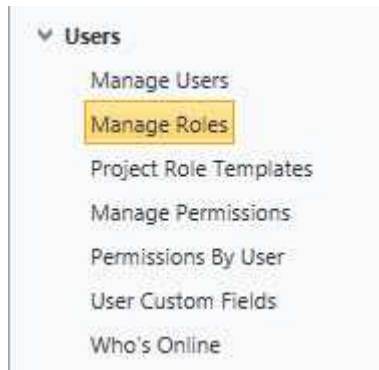 Users
Manage Users
Manage Roles
Project Role Templates
Manage Permissions
Permissions By User
User Custom Fields
Who's Online